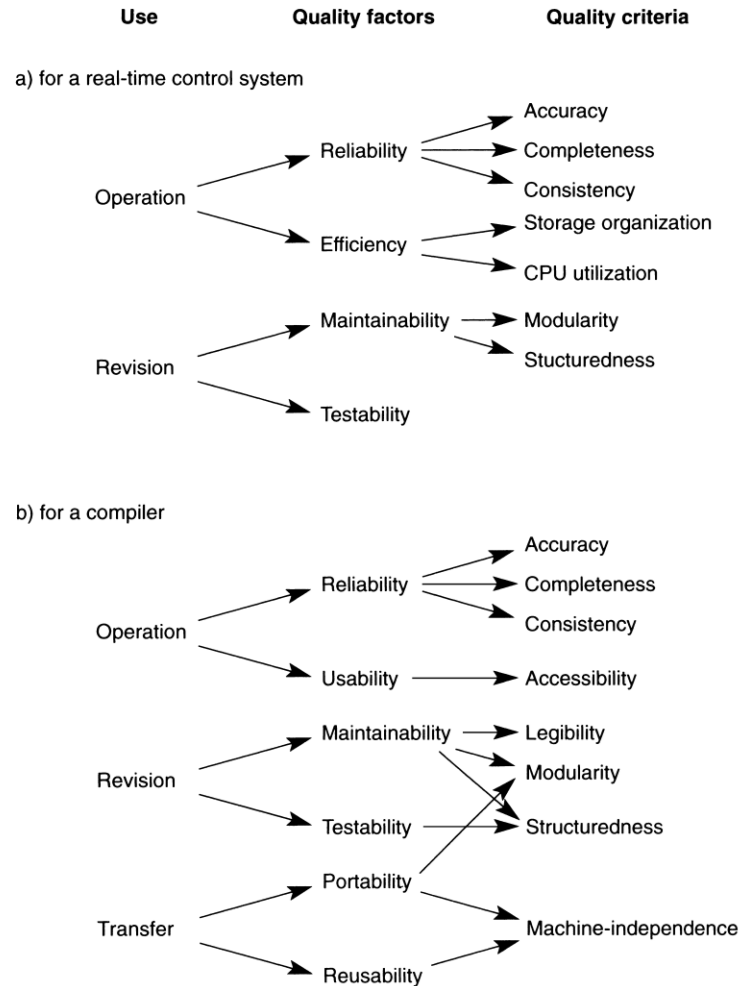 Use Quality factors Quality criteria
a) for a real-time control system
Accuracy
Reliability Completeness
Operation Consistency
Storage organization
Efficiency
CPU utilization
Maintainability Modularity
Revision Stucturedness
Testability
b) for a compiler
Accuracy
Reliability Completeness
Operation Consistency
Usability Accessibility
Maintainability Legibility
Revision Modularity
Testability Structuredness
Portability
Transfer Machine-independence
Reusability